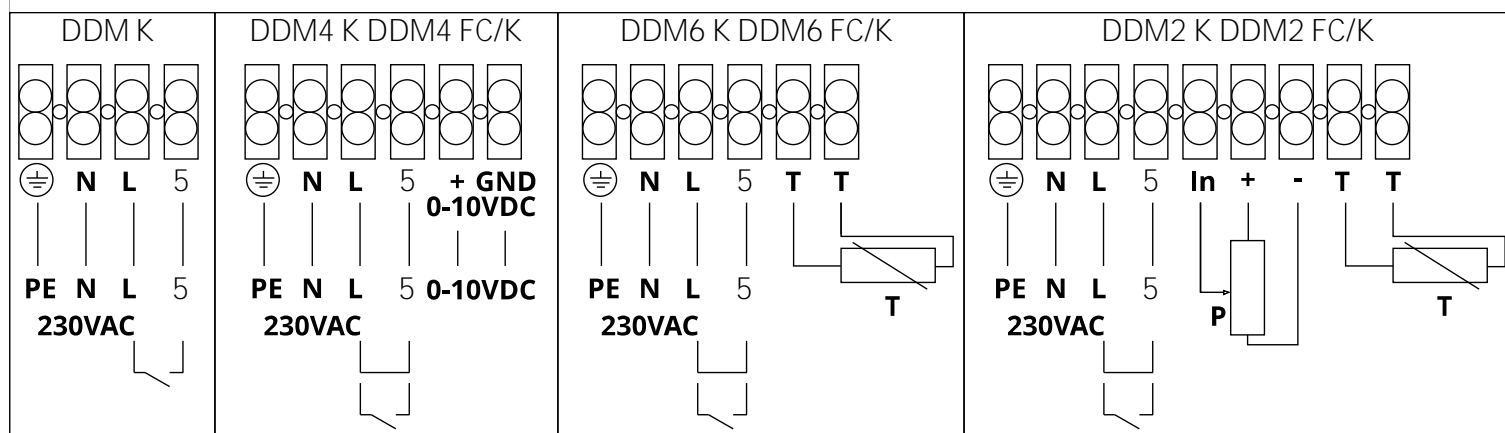 DDM K
N L 5
PE N L 5
230VAC
DDM4 K DDM4 FC/K
N L 5 + GND
0-10VDC
PE N L 5 0-10VDC
230VAC
DDM6 K DDM6 FC/K
N L 5 T T
PE N L 5
230VAC
T
DDM2 K DDM2 FC/K
N L 5 In + - T T
PE N L 5
230VAC
P
T